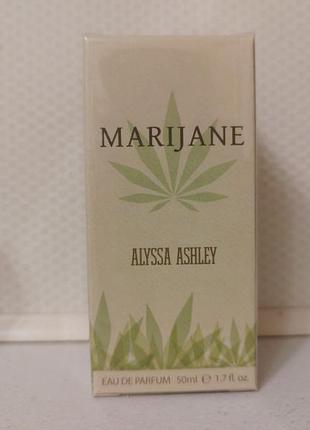 MARIJANE
ALYSSA ASHLEY
EAU DE PARFUM 50ml ℮ 1.7 fl. oz.